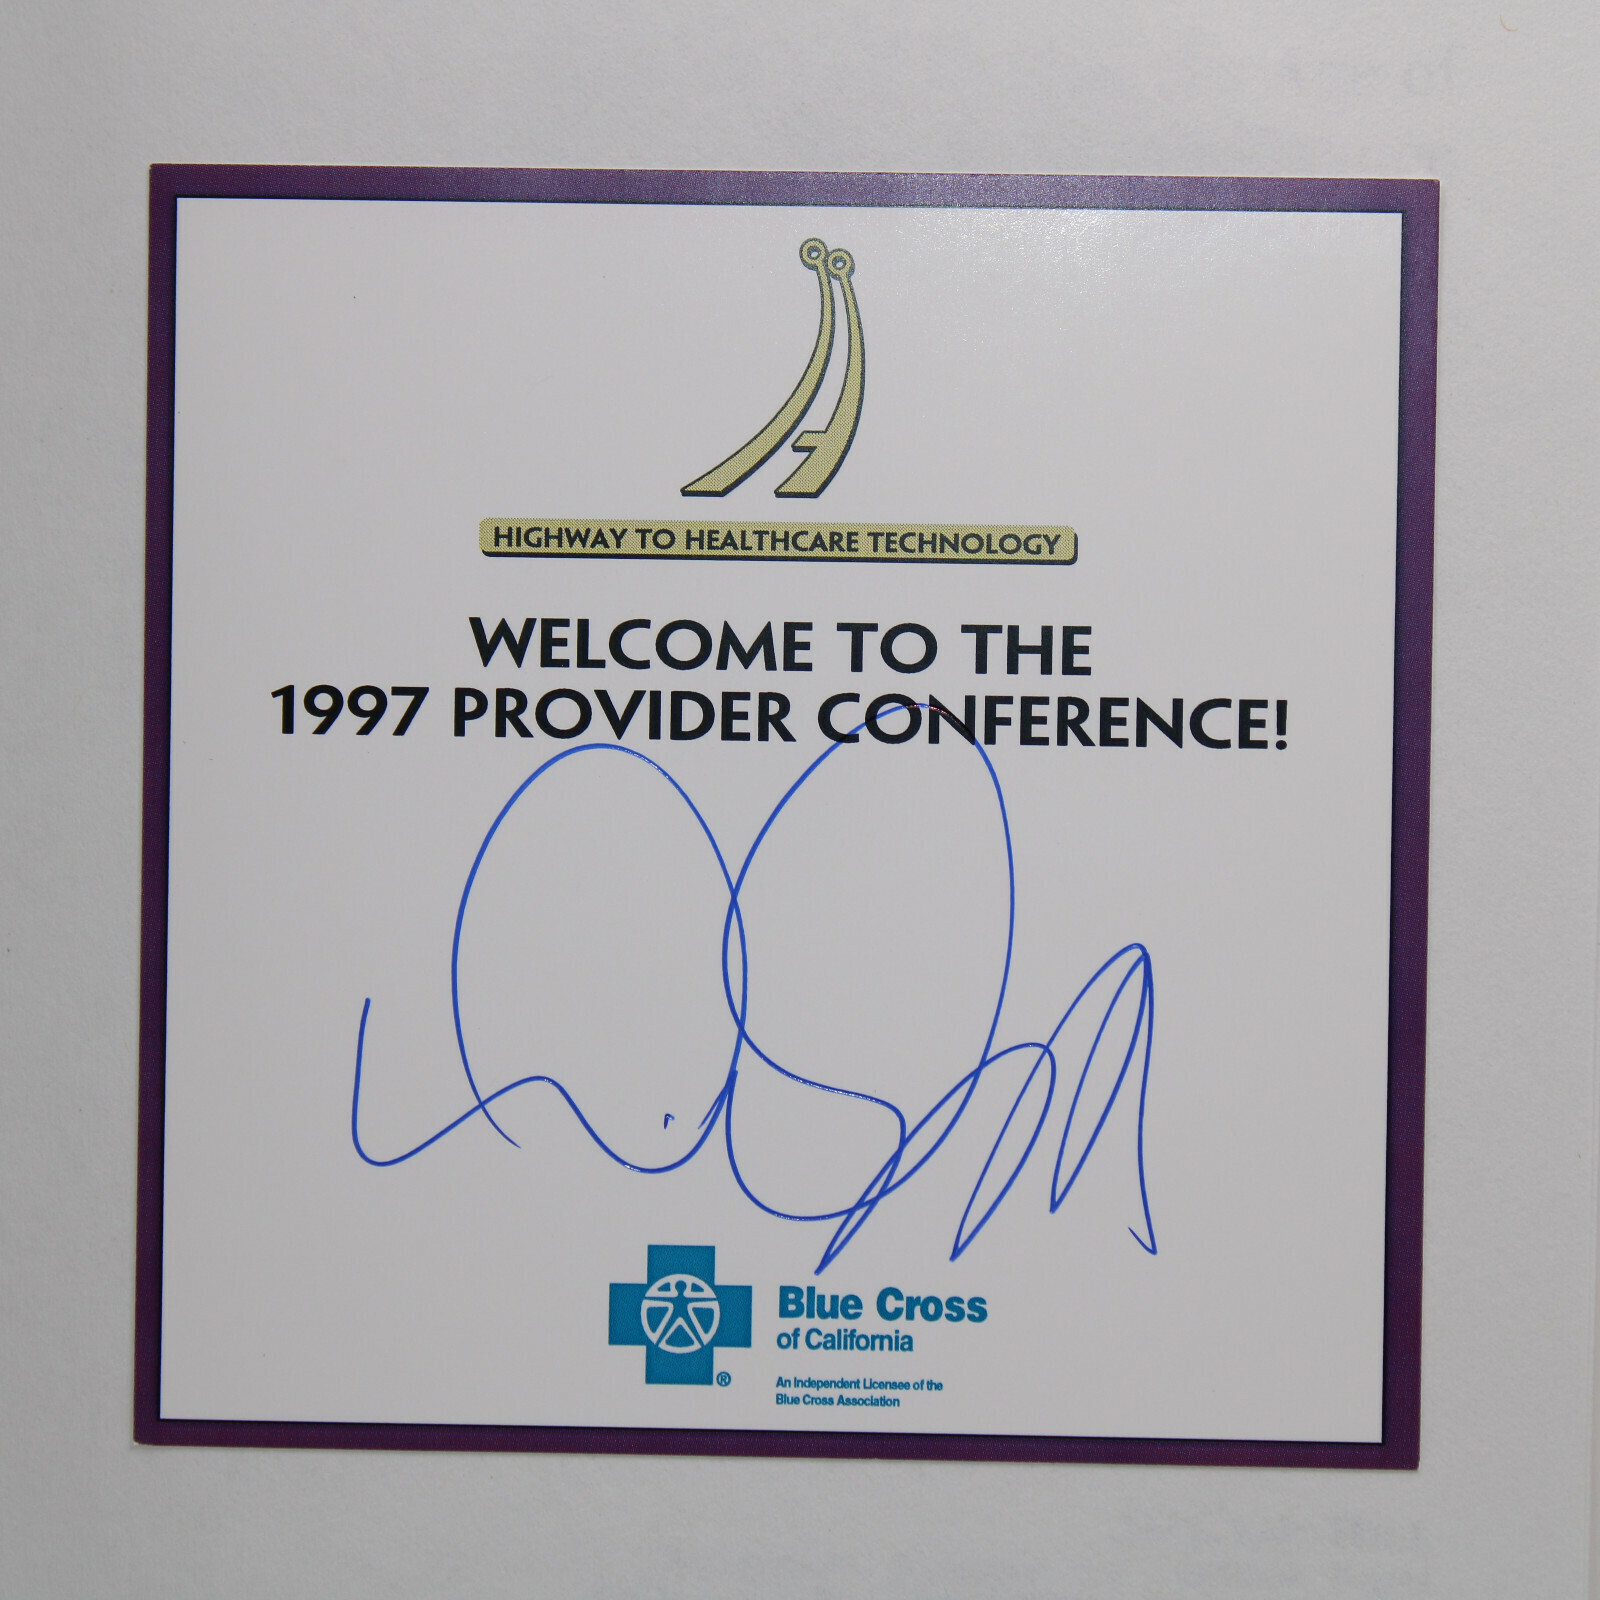 HIGHWAY TO HEALTHCARE TECHNOLOGY
WELCOME TO THE
1997 PROVIDER CONFERENCE!
Blue Cross
of California
®
An Independent Licensee of the
Blue Cross Association